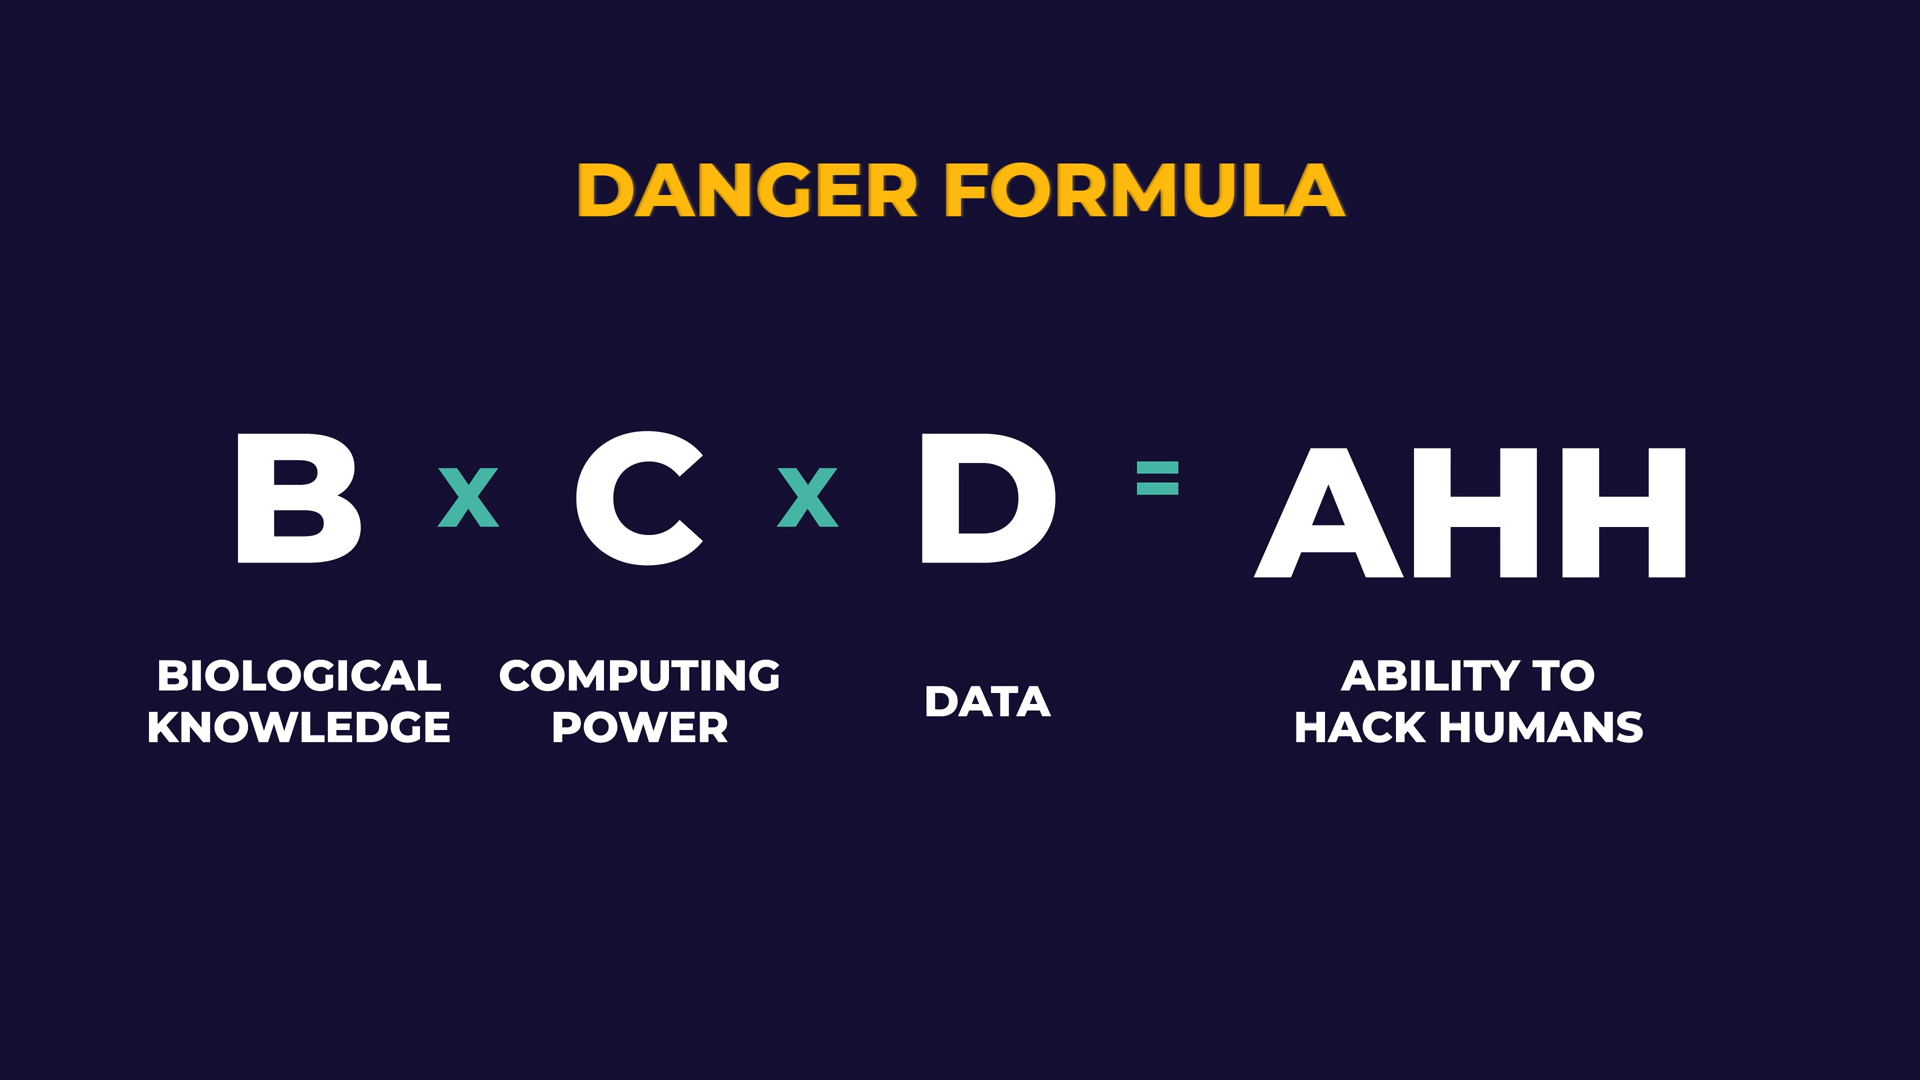 DANGER FORMULA
B x C x D = AHH
BIOLOGICAL
KNOWLEDGE
COMPUTING
POWER
DATA
ABILITY TO
HACK HUMANS